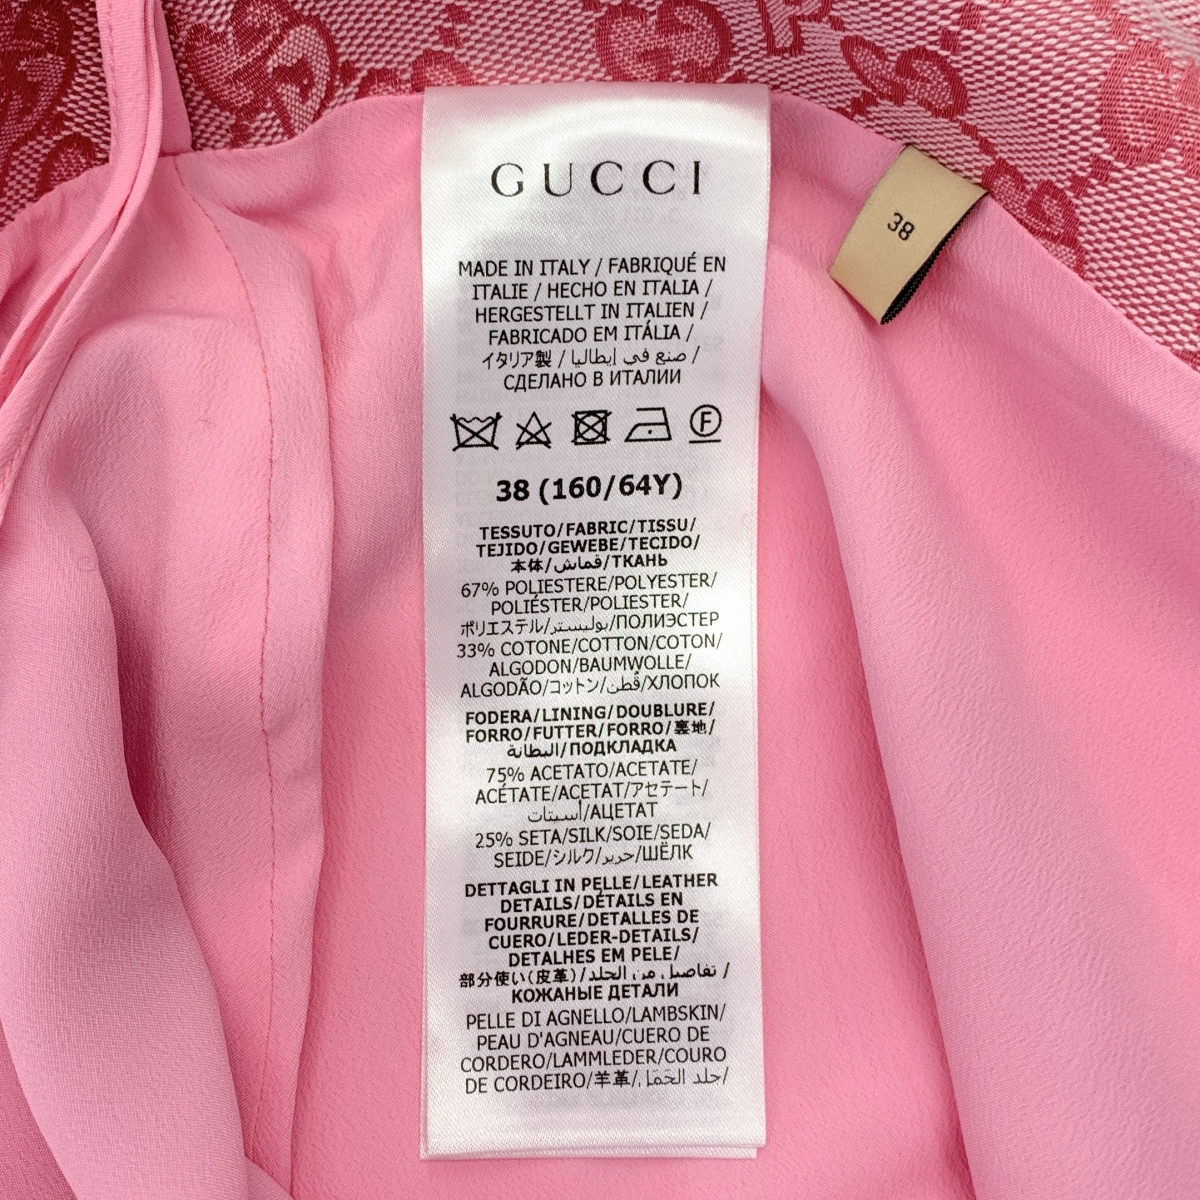 GUCCI
MADE IN ITALY / FABRIQUÉ EN
ITALIE / HECHO EN ITALIA /
HERGESTELLT IN ITALIEN /
FABRICADO EM ITÁLIA /
イタリア製 / صنع في إيطاليا /
СДЕЛАНО В ИТАЛИИ
F
38 (160/64Y)
TESSUTO/FABRIC/TISSU/
TEJIDO/GEWEBE/TECIDO/
本体/قماش/ТКАНЬ
67% POLIESTERE/POLYESTER/
POLIÉSTER/POLIESTER/
ポリエステル/بوليستر/ПОЛИЭСТЕР
33% COTONE/COTTON/COTON/
ALGODON/BAUMWOLLE/
ALGODÃO/コットン/قطن/ХЛОПОК
FODERA/LINING/DOUBLURE/
FORRO/FUTTER/FORRO/裏地/
البطانة/ПОДКЛАДКА
75% ACETATO/ACETATE/
ACÉTATE/ACETAT/アセテート/
أسيتات/АЦЕТАТ
25% SETA/SILK/SOIE/SEDA/
SEIDE/シルク/حرير/ШЁЛК
DETTAGLI IN PELLE/LEATHER
DETAILS/DÉTAILS EN
FOURRURE/DETALLES DE
CUERO/LEDER-DETAILS/
DETALHES EM PELE/
部分使い(皮革)/تفاصيل من الجلد /
КОЖАНЫЕ ДЕТАЛИ
PELLE DI AGNELLO/LAMBSKIN/
PEAU D'AGNEAU/CUERO DE
CORDERO/LAMMLEDER/COURO
DE CORDEIRO/羊革/جلد الحَمَل/
38